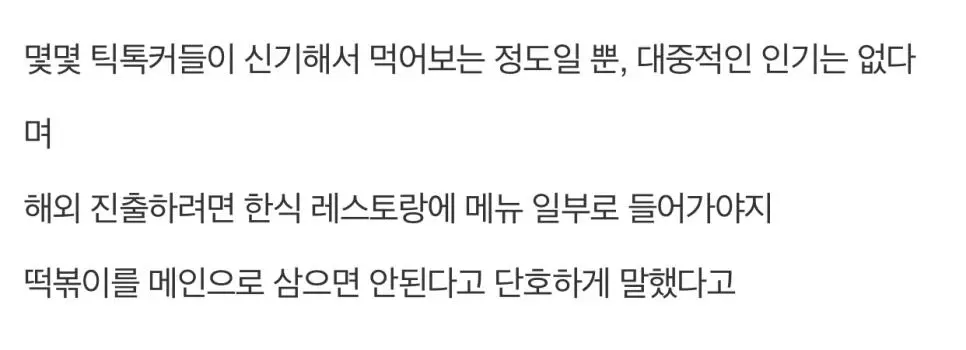 몇몇 틱톡커들이 신기해서 먹어보는 정도일 뿐, 대중적인 인기는 없다
며
해외 진출하려면 한식 레스토랑에 메뉴 일부로 들어가야지
떡볶이를 메인으로 삼으면 안된다고 단호하게 말했다고